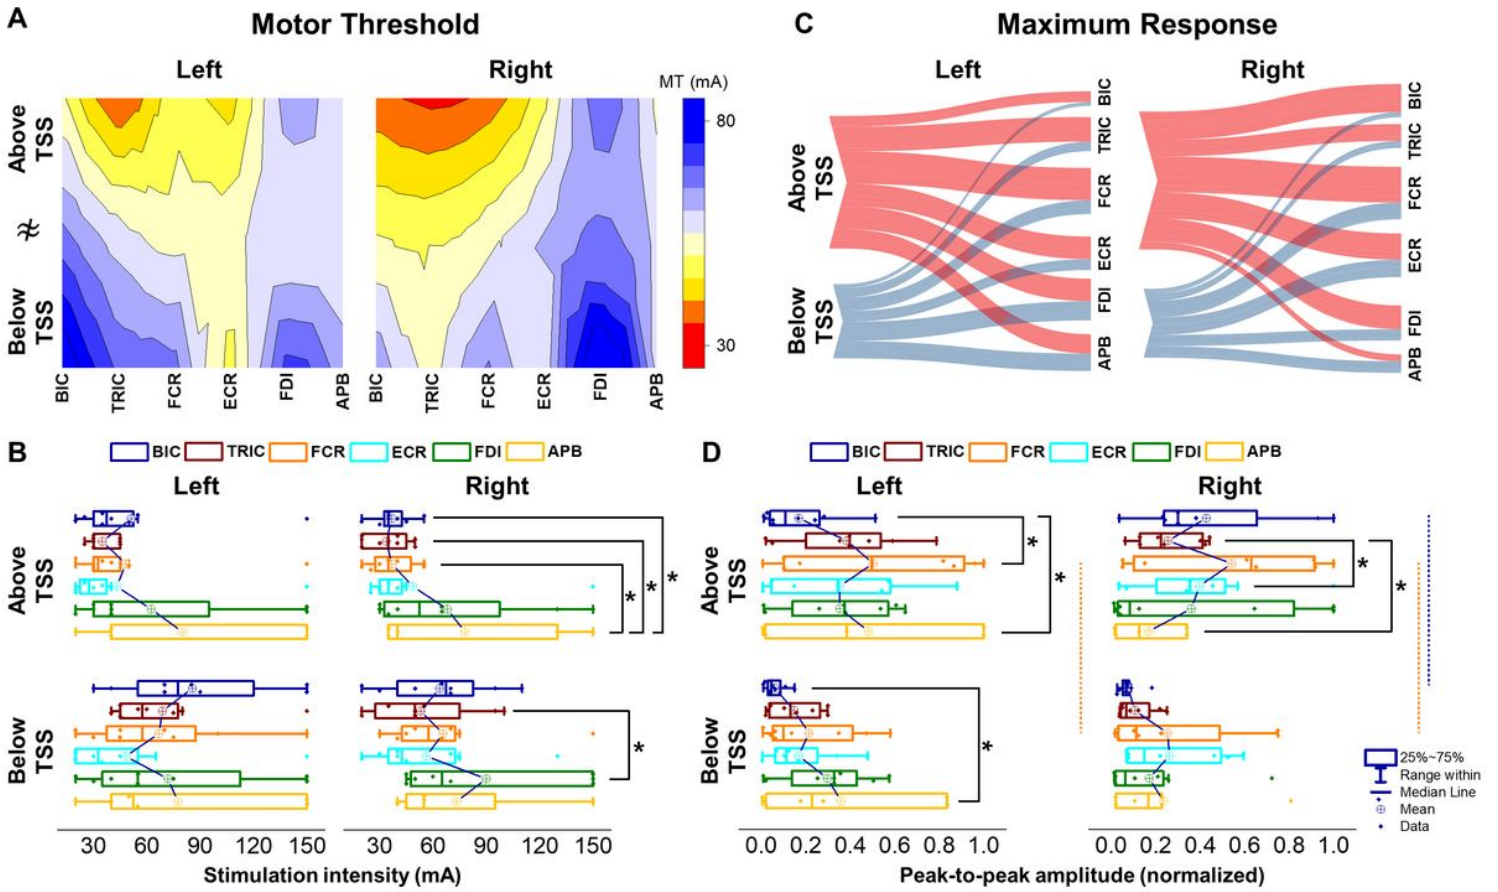 A
Motor Threshold
Left
Right
MT (mA)
80
30
Above
TSS
≈
Below
TSS
BIC
TRIC
FCR
ECR
FDI
APB
BIC
TRIC
FCR
ECR
FDI
APB
C
Maximum Response
Left
Right
Above
TSS
Below
TSS
BIC
TRIC
FCR
ECR
FDI
APB
BIC
TRIC
FCR
ECR
FDI
APB
B
BIC TRIC FCR ECR FDI APB
Left
Right
Above
TSS
* * *
Below
TSS
*
30 60 90 120 150
30 60 90 120 150
Stimulation intensity (mA)
D
BIC TRIC FCR ECR FDI APB
Left
Right
Above
TSS
* *
* *
Below
TSS
*
0.0 0.2 0.4 0.6 0.8 1.0
0.0 0.2 0.4 0.6 0.8 1.0
Peak-to-peak amplitude (normalized)
25%~75%
Range within
Median Line
Mean
Data